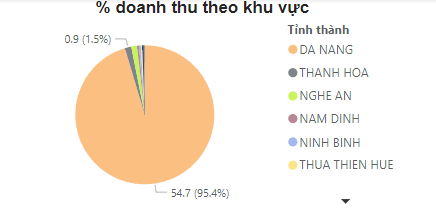 % doanh thu theo khu vực
0.9 (1.5%)
54.7 (95.4%)
Tỉnh thành
DA NANG
THANH HOA
NGHE AN
NAM DINH
NINH BINH
THUA THIEN HUE